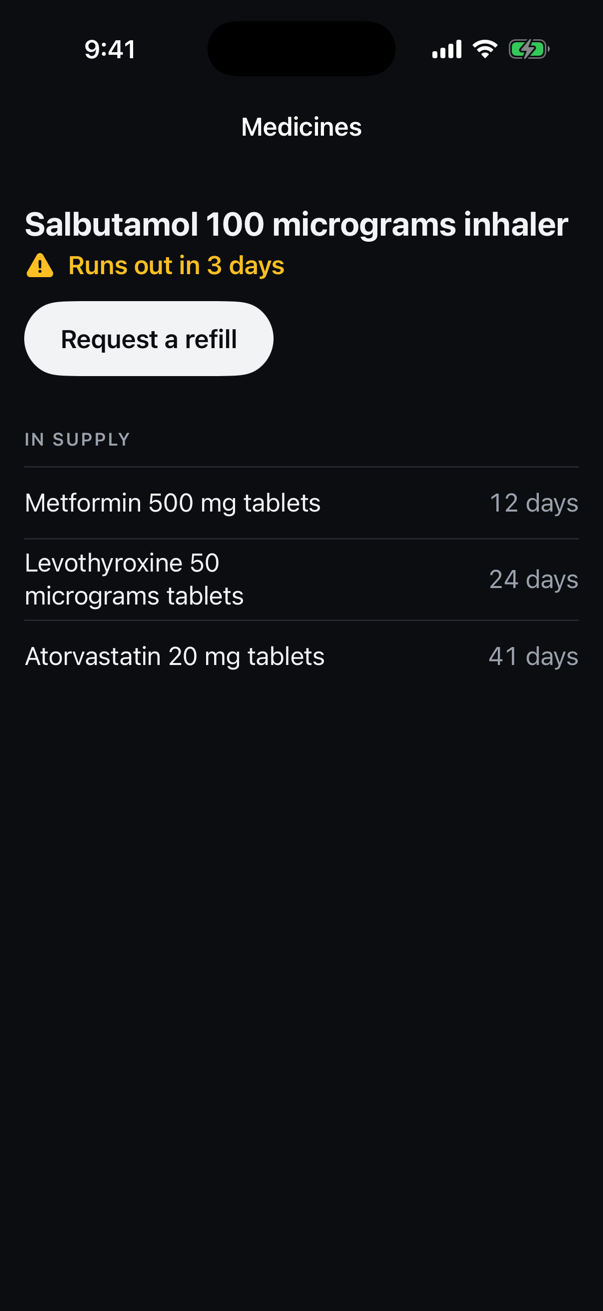 9:41
Medicines
Salbutamol 100 micrograms inhaler
Runs out in 3 days
Request a refill
IN SUPPLY
Metformin 500 mg tablets 12 days
Levothyroxine 50
micrograms tablets 24 days
Atorvastatin 20 mg tablets 41 days